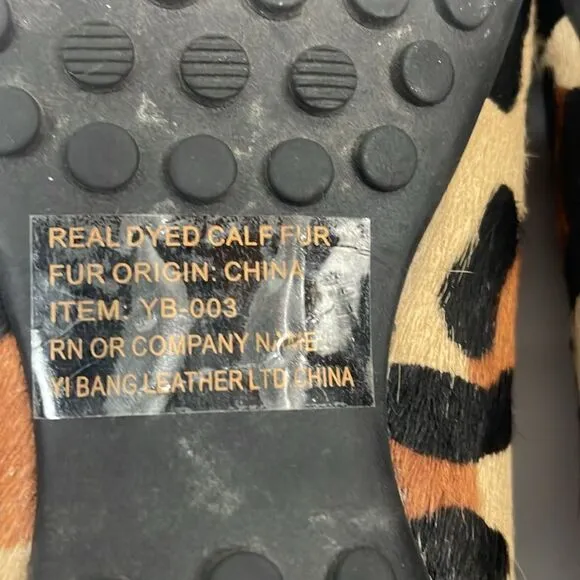 REAL DYED CALF FUR
FUR ORIGIN: CHINA
ITEM: YB-003
RN OR COMPANY NAME:
YI BANG LEATHER LTD.CHINA